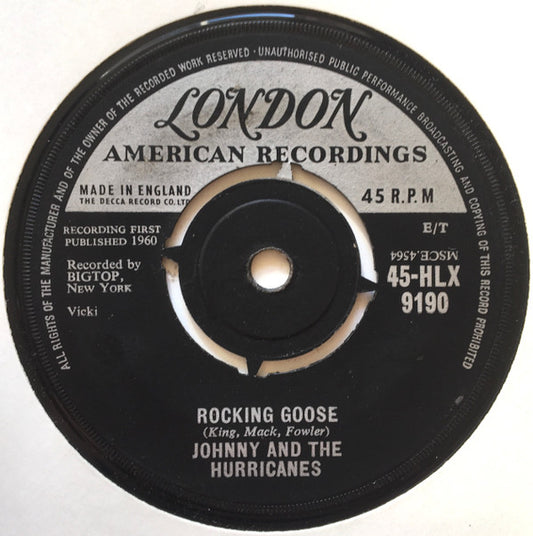 ALL RIGHTS OF THE MANUFACTURER AND OF THE OWNER OF THE RECORDED WORK RESERVED · UNAUTHORISED PUBLIC PERFORMANCE BROADCASTING AND COPYING OF THIS RECORD PROHIBITED
LONDON
AMERICAN RECORDINGS
MADE IN ENGLAND
THE DECCA RECORD CO. LTD
45 R.P.M
RECORDING FIRST
PUBLISHED 1960
E/T
Recorded by
BIGTOP,
NEW YORK
MSCE.4564
45-HLX
9190
Vicki
ROCKING GOOSE
(King, Mack, Fowler)
JOHNNY AND THE
HURRICANES